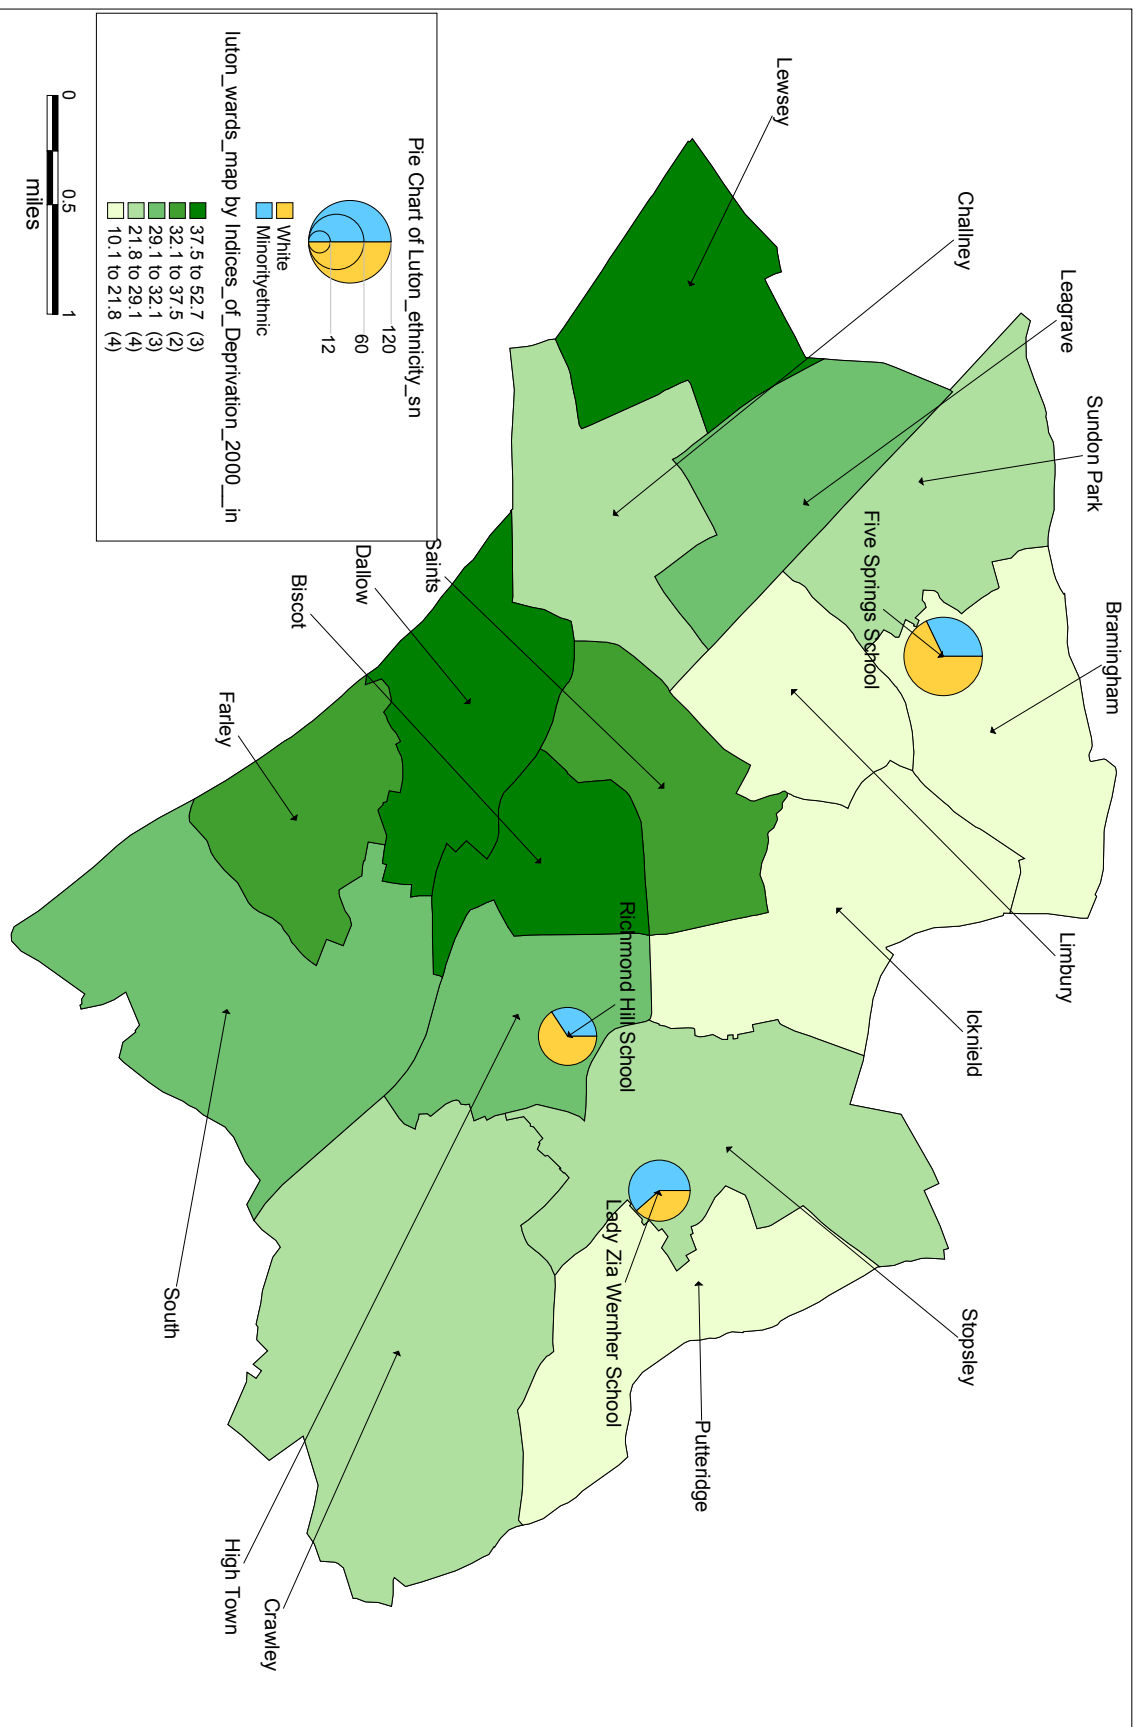 Lewsey
Challney
Leagrave
Sundon Park
Five Springs School
Bramingham
Limbury
Icknield
Saints
Dallow
Biscot
Farley
Richmond Hill School
Lady Zia Wernher School
Stopsley
Putteridge
South
High Town
Crawley
Pie Chart of Luton_ethnicity_sn
120
60
12
White
Minorityethnic
luton_wards_map by Indices_of_Deprivation_2000__in
37.5 to 52.7 (3)
32.1 to 37.5 (2)
29.1 to 32.1 (3)
21.8 to 29.1 (4)
10.1 to 21.8 (4)
0 0.5 1
miles